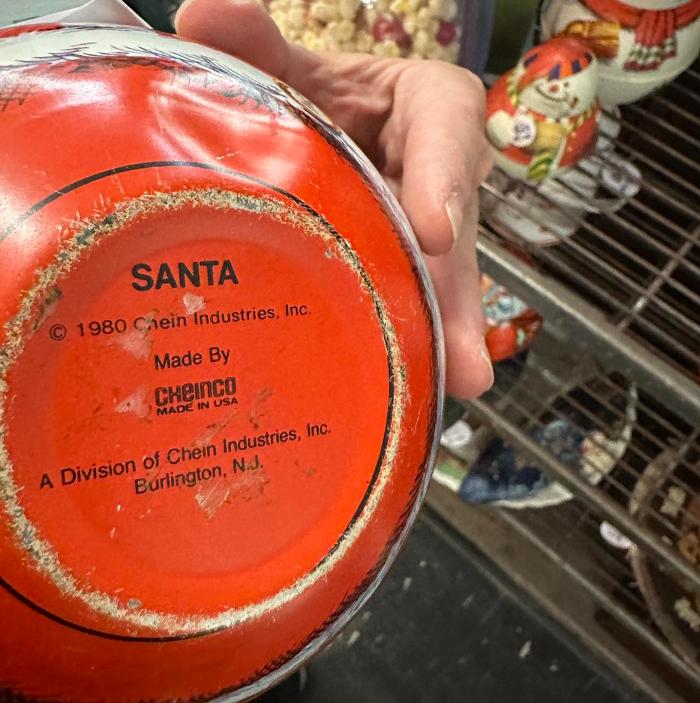 SANTA
© 1980 Chein Industries, Inc.
Made By
CHEINCO
MADE IN USA
A Division of Chein Industries, Inc.
Burlington, N.J.